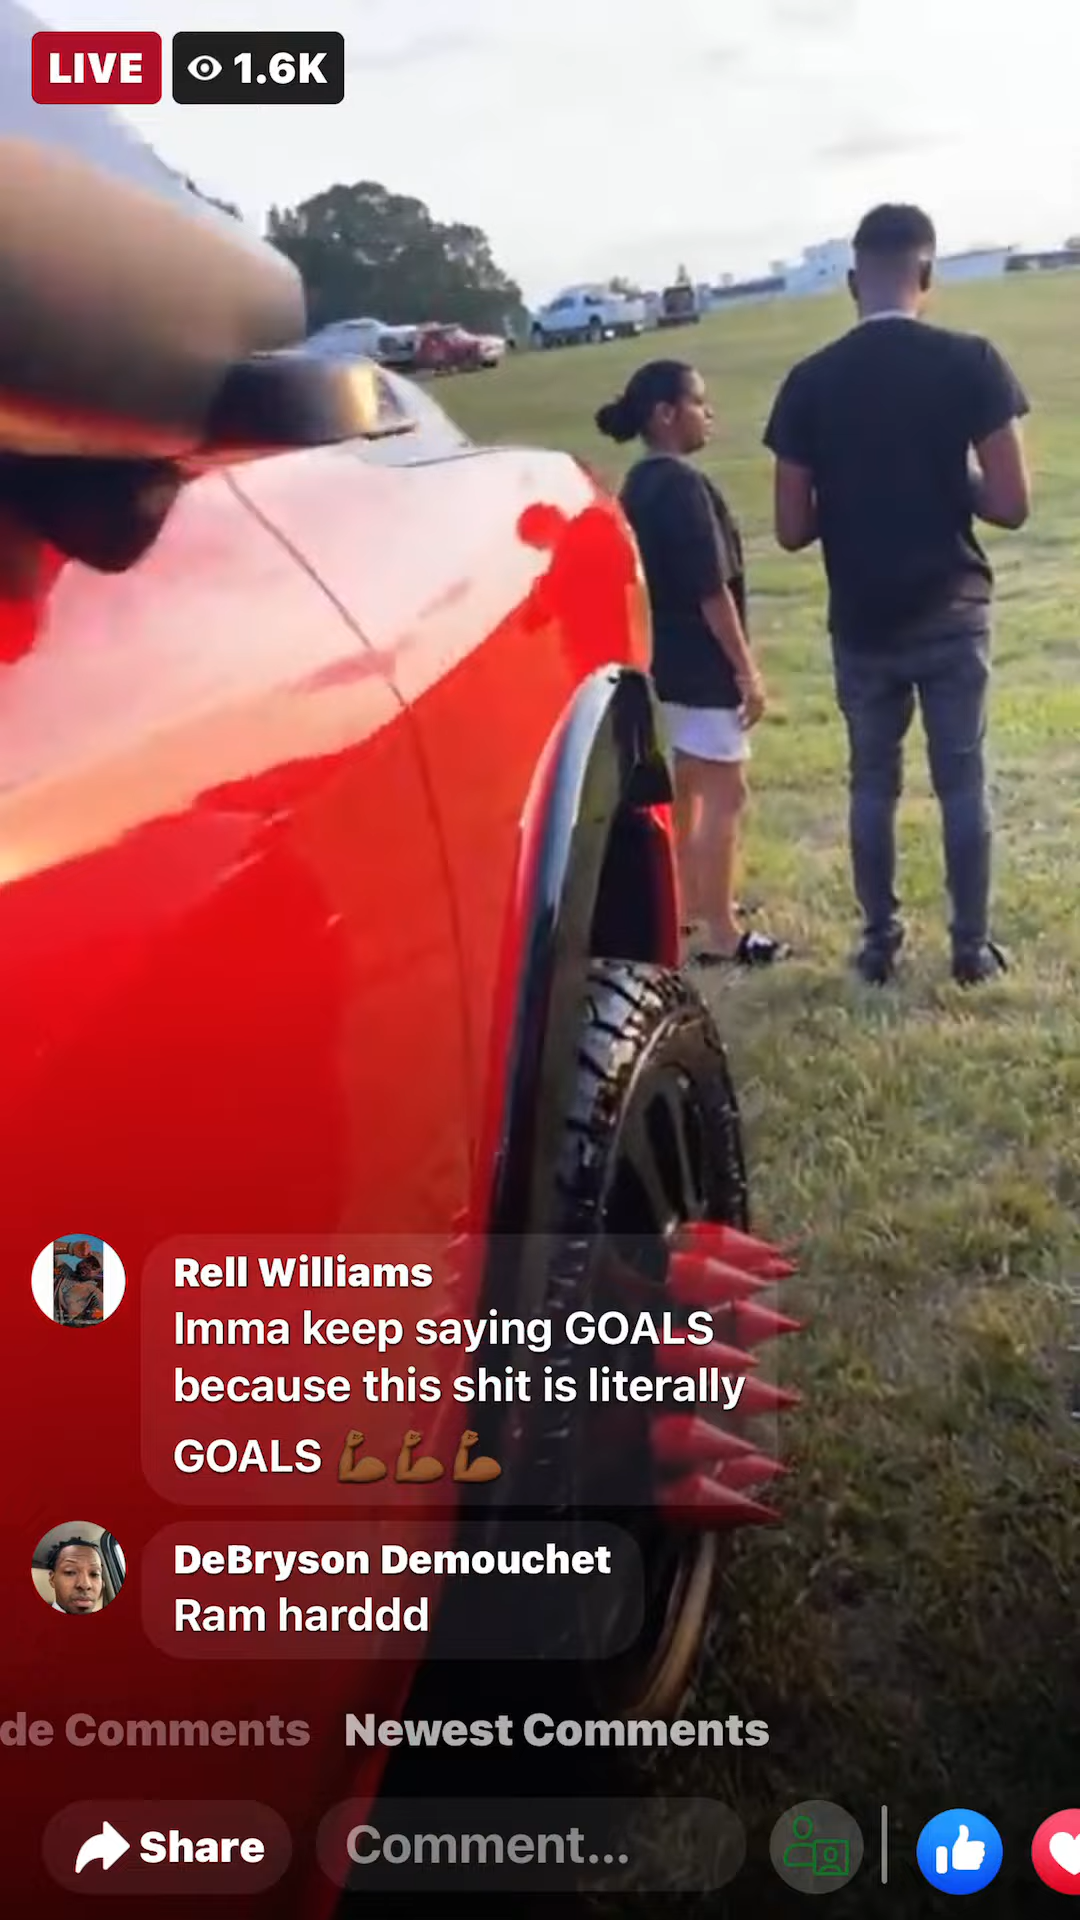 LIVE 1.6K
Rell Williams
Imma keep saying GOALS
because this shit is literally
GOALS 💪🏾💪🏾💪🏾
DeBryson Demouchet
Ram harddd
de Comments Newest Comments
Share Comment...